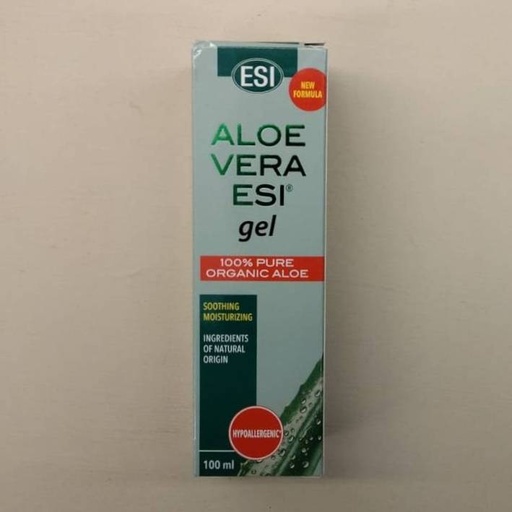 ESI
NEW
FORMULA
ALOE
VERA
ESI®
gel
100% PURE
ORGANIC ALOE
SOOTHING
MOISTURIZING
INGREDIENTS
OF NATURAL
ORIGIN
HYPOALLERGENIC*
100 ml